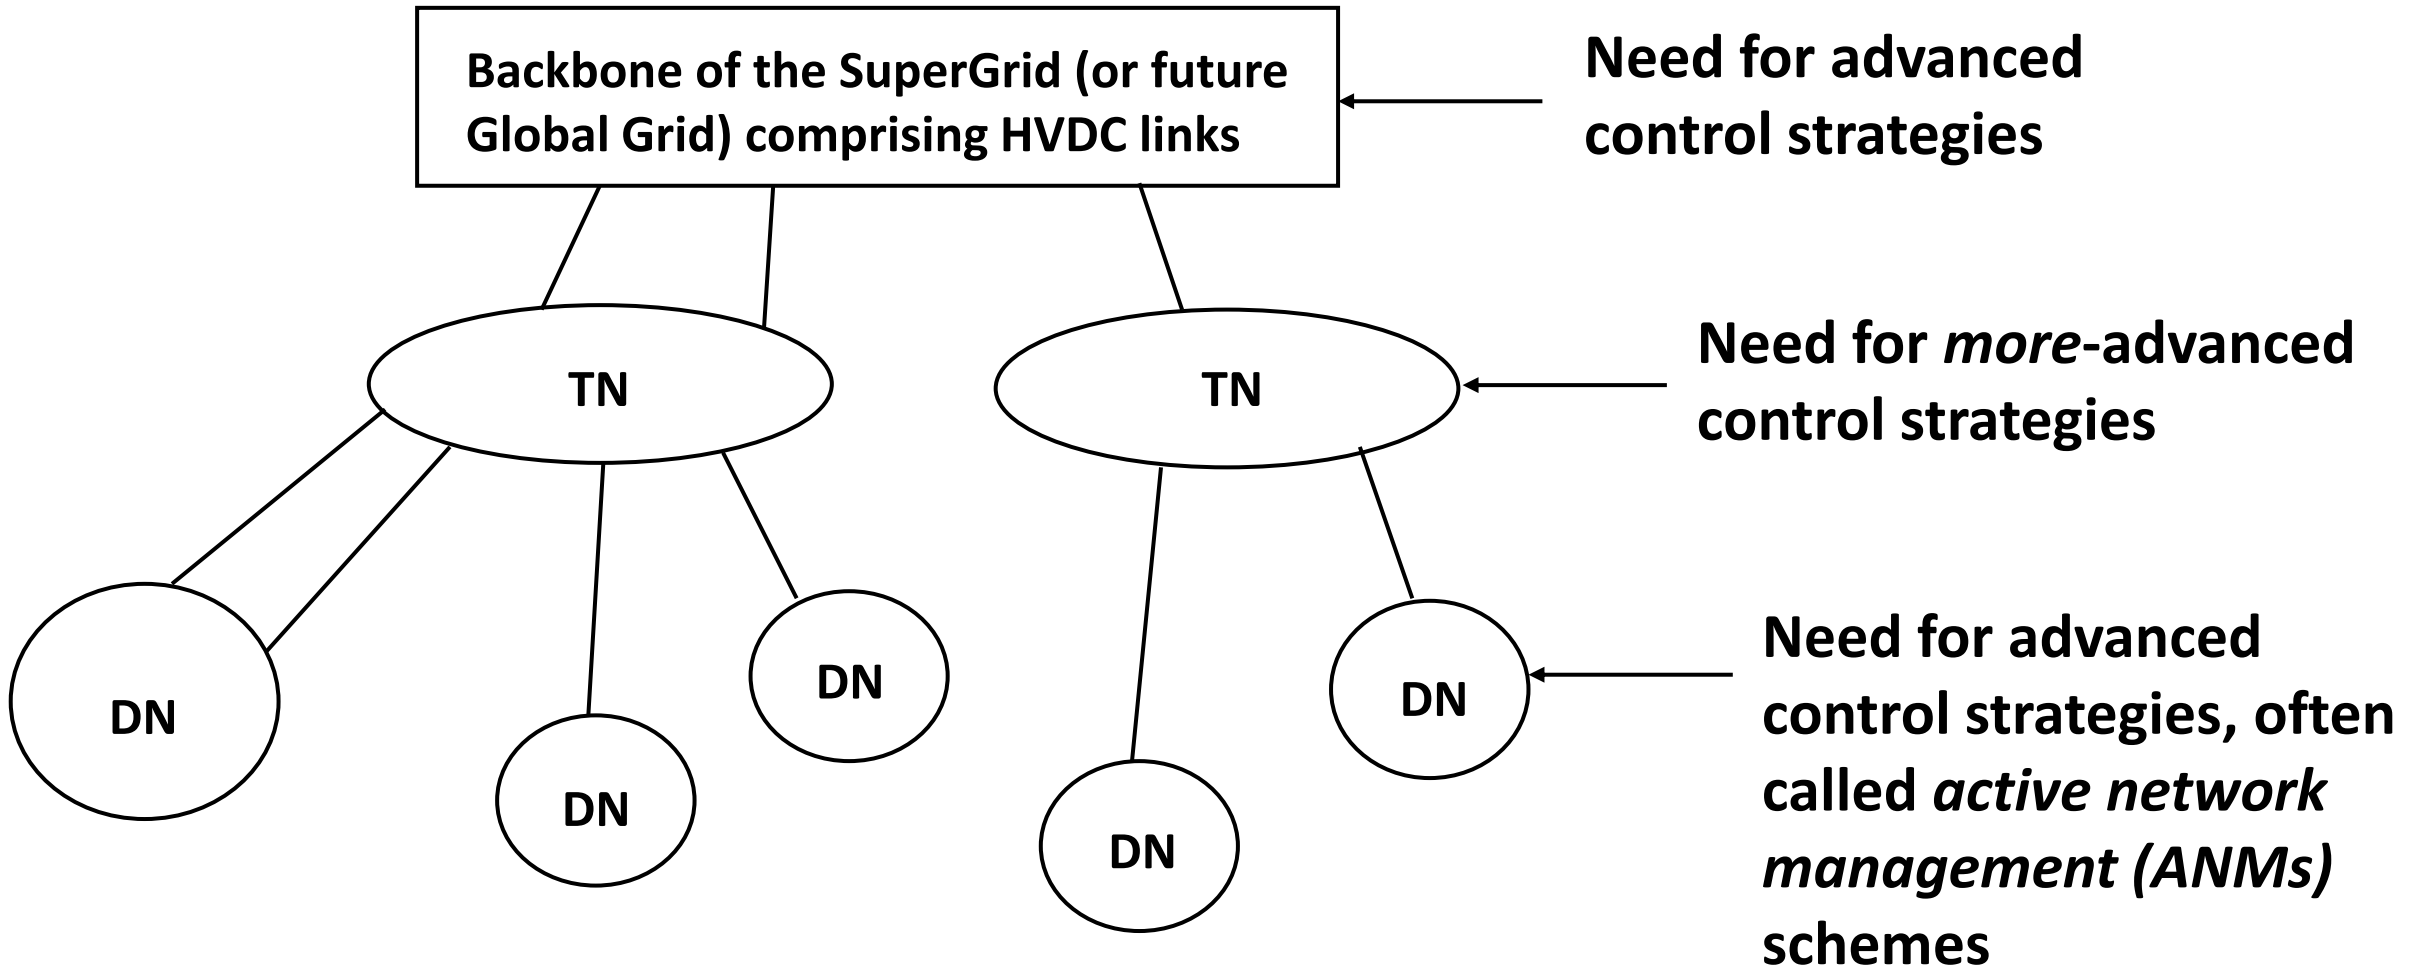 Backbone of the SuperGrid (or future
Global Grid) comprising HVDC links
Need for advanced
control strategies
TN
TN
Need for more-advanced
control strategies
DN
DN
DN
DN
DN
Need for advanced
control strategies, often
called active network
management (ANMs)
schemes